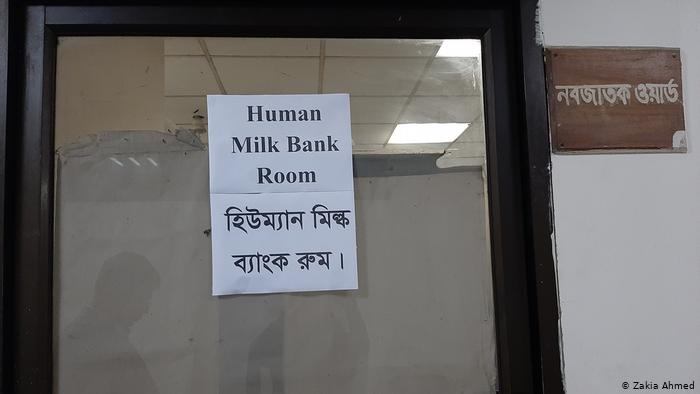 Human
Milk Bank
Room
হিউম্যান মিল্ক
ব্যাংক রুম।
নবজাতক ওয়ার্ড
© Zakia Ahmed